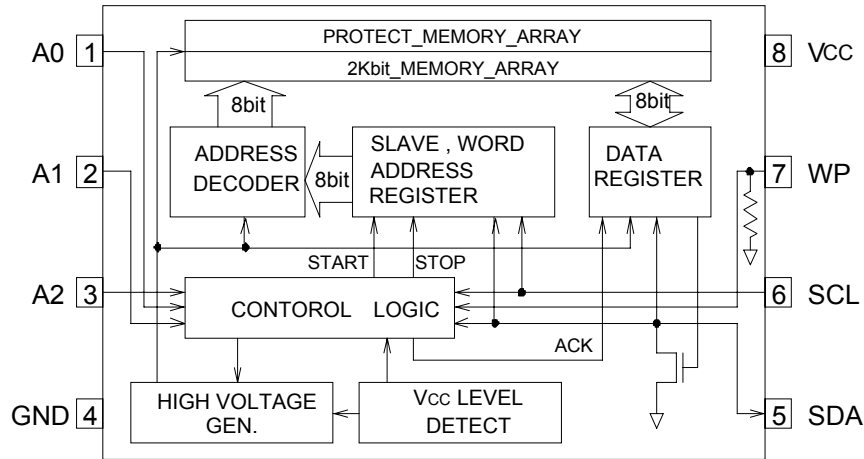 A0 1
PROTECT_MEMORY_ARRAY
8 VCC
2Kbit_MEMORY_ARRAY
8bit
8bit
A1 2
ADDRESS
DECODER
8bit
SLAVE , WORD
ADDRESS
REGISTER
DATA
REGISTER
7 WP
START
STOP
A2 3
CONTOROL LOGIC
6 SCL
ACK
GND 4
HIGH VOLTAGE
GEN.
VCC LEVEL
DETECT
5 SDA